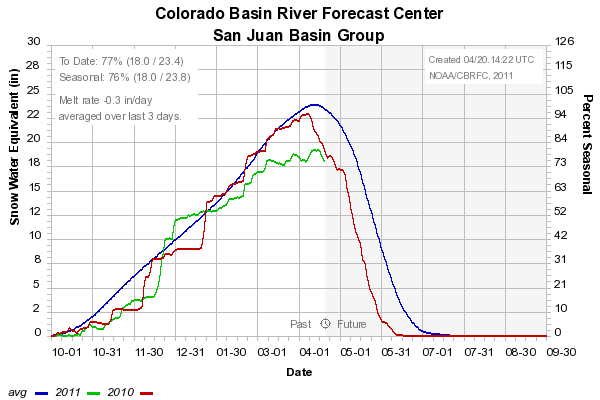 Colorado Basin River Forecast Center
San Juan Basin Group
30 126
28 115
25 105
22 94
20 84
18 73
15 63
12 52
10 42
8 31
5 21
2 10
0 0
To Date: 77% (18.0 / 23.4)
Seasonal: 76% (18.0 / 23.8)
Melt rate -0.3 in/day
averaged over last 3 days.
Created 04/20.14:22 UTC
NOAA/CBRFC, 2011
Snow Water Equivalent (in)
Percent Seasonal
Past Future
10-01 10-31 11-30 12-31 01-30 03-01 04-01 05-01 05-31 07-01 07-31 08-30 09-30
Date
avg 2011 2010